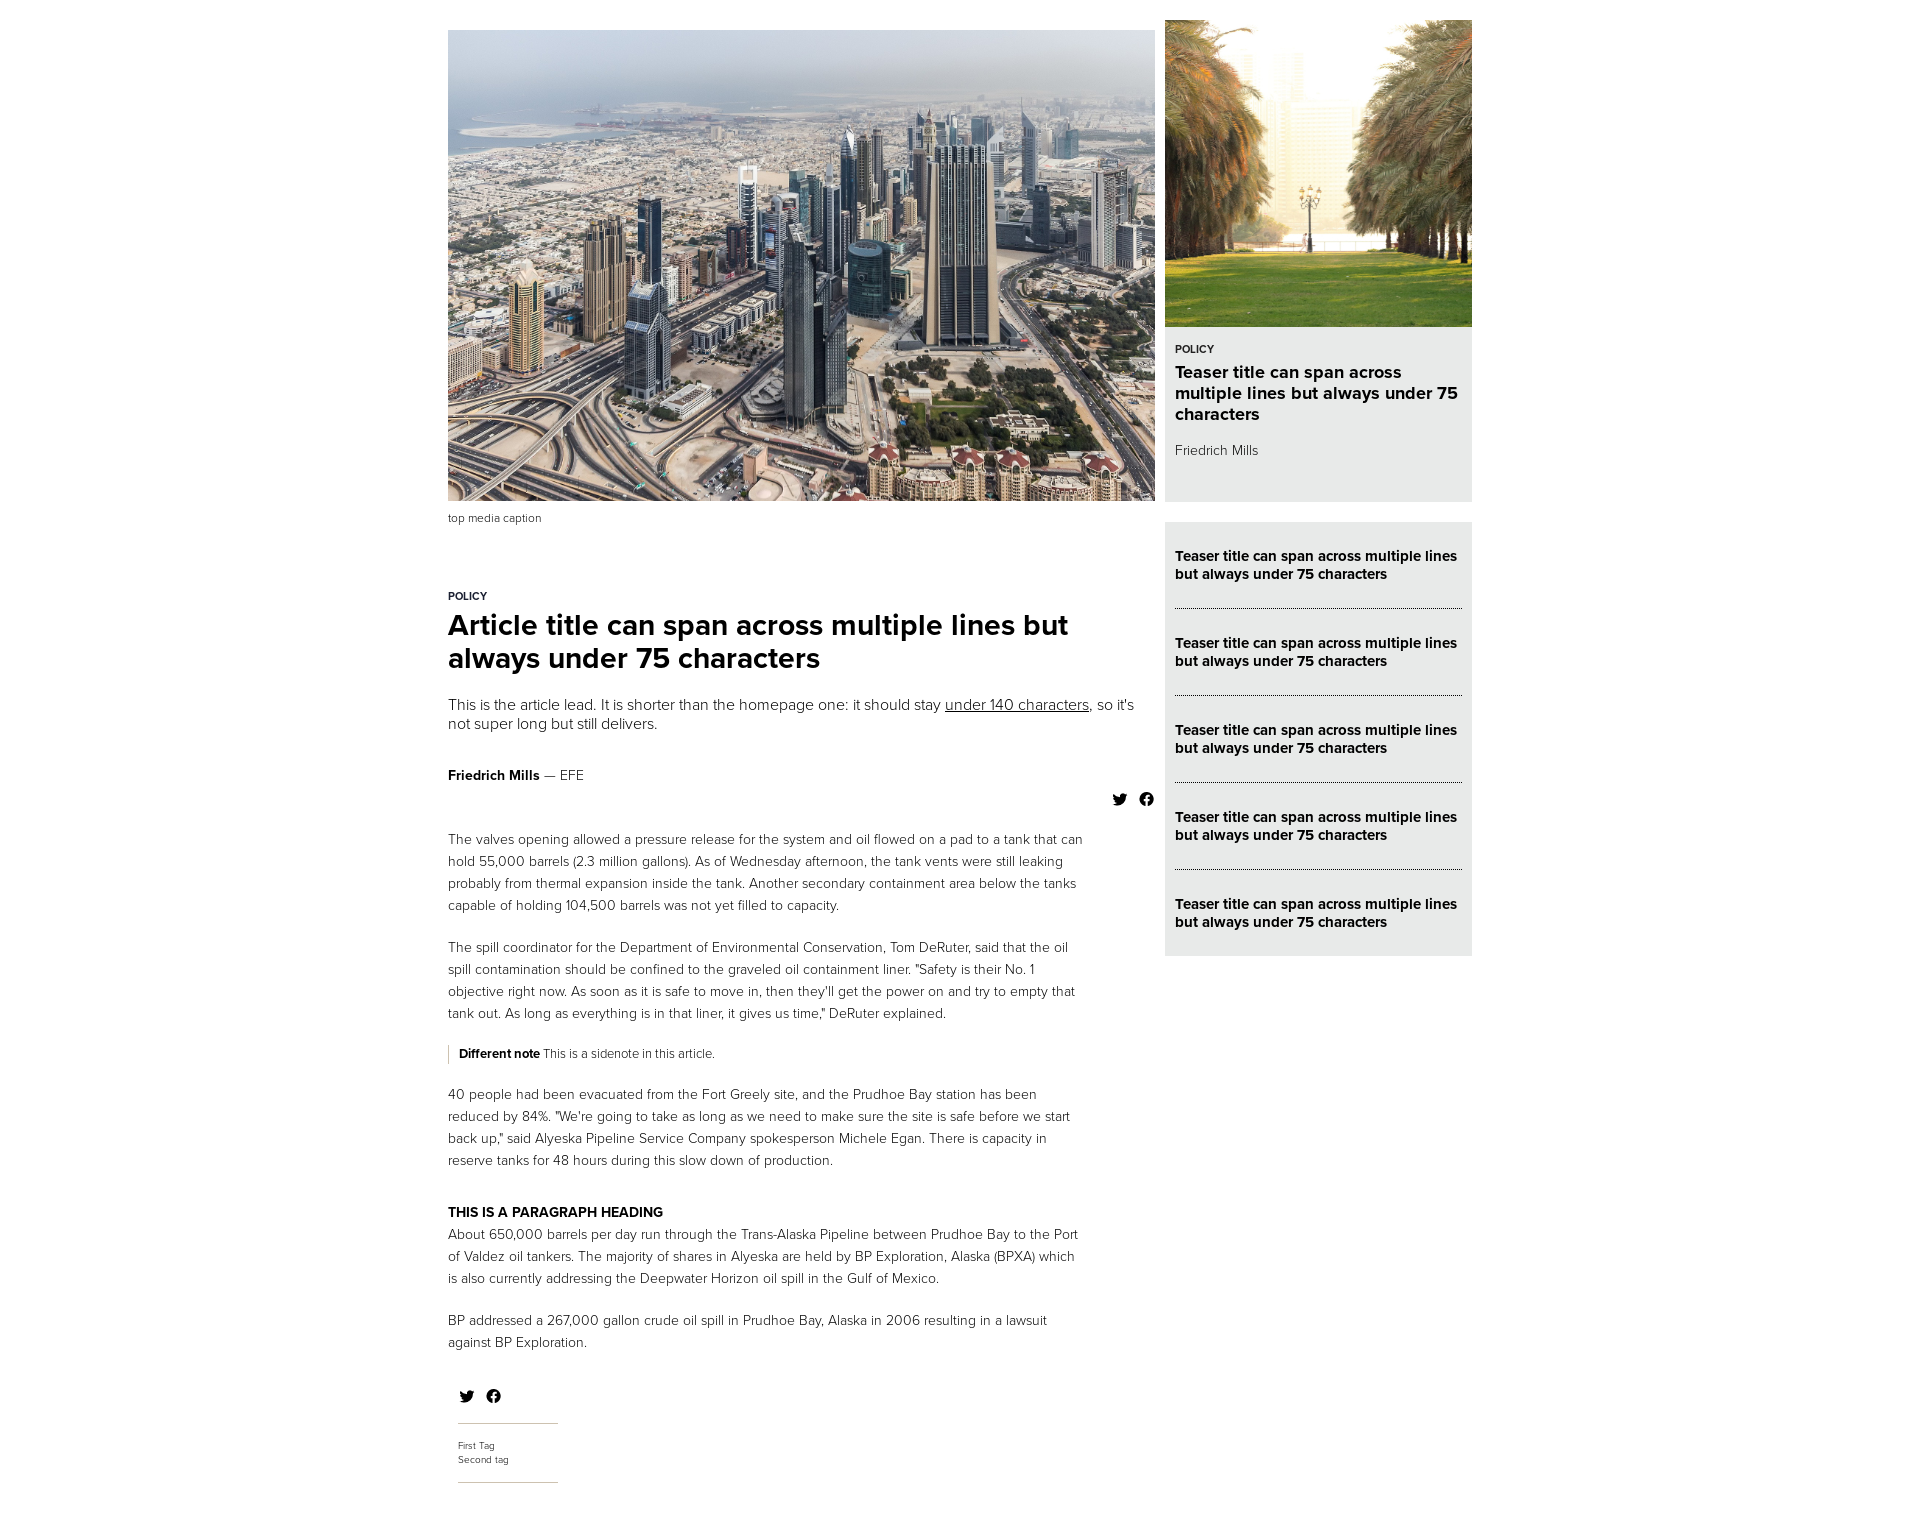 top media caption
POLICY
Article title can span across multiple lines but
always under 75 characters
This is the article lead. It is shorter than the homepage one: it should stay under 140 characters, so it's
not super long but still delivers.
Friedrich Mills — EFE
The valves opening allowed a pressure release for the system and oil flowed on a pad to a tank that can
hold 55,000 barrels (2.3 million gallons). As of Wednesday afternoon, the tank vents were still leaking
probably from thermal expansion inside the tank. Another secondary containment area below the tanks
capable of holding 104,500 barrels was not yet filled to capacity.
The spill coordinator for the Department of Environmental Conservation, Tom DeRuter, said that the oil
spill contamination should be confined to the graveled oil containment liner. "Safety is their No. 1
objective right now. As soon as it is safe to move in, then they'll get the power on and try to empty that
tank out. As long as everything is in that liner, it gives us time," DeRuter explained.
Different note This is a sidenote in this article.
40 people had been evacuated from the Fort Greely site, and the Prudhoe Bay station has been
reduced by 84%. "We're going to take as long as we need to make sure the site is safe before we start
back up," said Alyeska Pipeline Service Company spokesperson Michele Egan. There is capacity in
reserve tanks for 48 hours during this slow down of production.
THIS IS A PARAGRAPH HEADING
About 650,000 barrels per day run through the Trans-Alaska Pipeline between Prudhoe Bay to the Port
of Valdez oil tankers. The majority of shares in Alyeska are held by BP Exploration, Alaska (BPXA) which
is also currently addressing the Deepwater Horizon oil spill in the Gulf of Mexico.
BP addressed a 267,000 gallon crude oil spill in Prudhoe Bay, Alaska in 2006 resulting in a lawsuit
against BP Exploration.
First Tag
Second tag
POLICY
Teaser title can span across
multiple lines but always under 75
characters
Friedrich Mills
Teaser title can span across multiple lines
but always under 75 characters
Teaser title can span across multiple lines
but always under 75 characters
Teaser title can span across multiple lines
but always under 75 characters
Teaser title can span across multiple lines
but always under 75 characters
Teaser title can span across multiple lines
but always under 75 characters